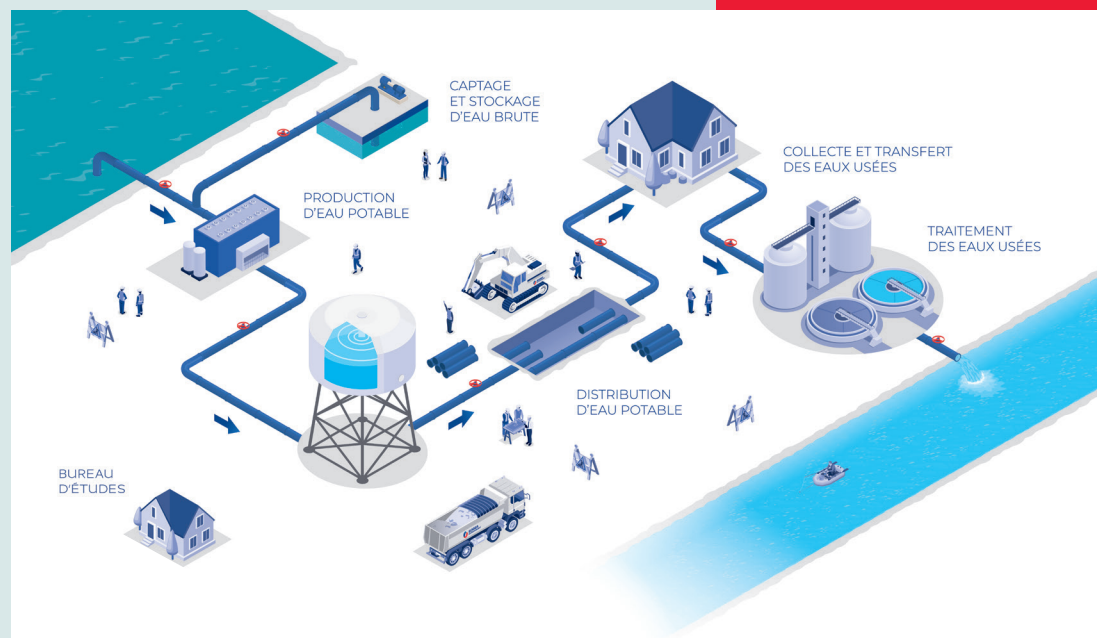 CAPTAGE
ET STOCKAGE
D'EAU BRUTE
PRODUCTION
D'EAU POTABLE
COLLECTE ET TRANSFERT
DES EAUX USÉES
TRAITEMENT
DES EAUX USÉES
DISTRIBUTION
D'EAU POTABLE
BUREAU
D'ÉTUDES